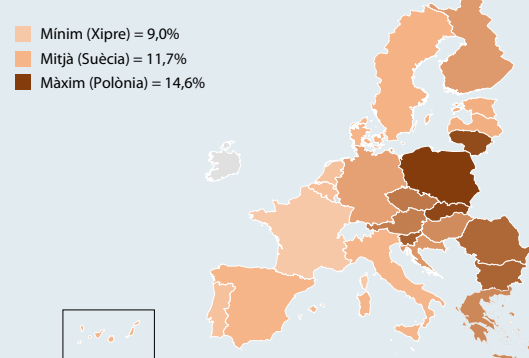 Mínim (Xipre) = 9,0%
Mitjà (Suècia) = 11,7%
Màxim (Polònia) = 14,6%